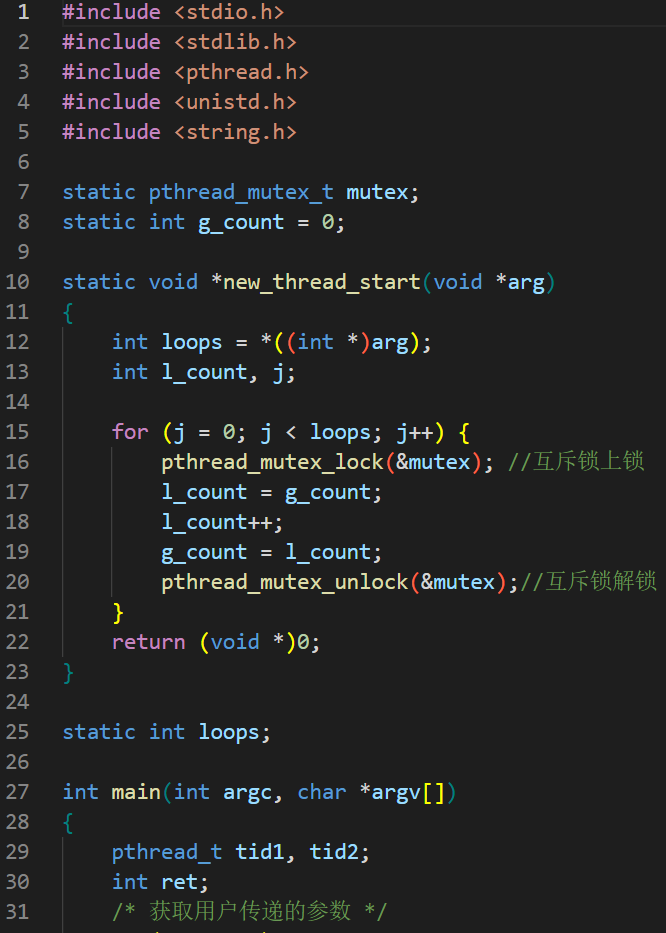 1 #include <stdio.h>
2 #include <stdlib.h>
3 #include <pthread.h>
4 #include <unistd.h>
5 #include <string.h>
6
7 static pthread_mutex_t mutex;
8 static int g_count = 0;
9
10 static void *new_thread_start(void *arg)
11 {
12     int loops = *((int *)arg);
13     int l_count, j;
14
15     for (j = 0; j < loops; j++) {
16         pthread_mutex_lock(&mutex); //互斥锁上锁
17         l_count = g_count;
18         l_count++;
19         g_count = l_count;
20         pthread_mutex_unlock(&mutex);//互斥锁解锁
21     }
22     return (void *)0;
23 }
24
25 static int loops;
26
27 int main(int argc, char *argv[])
28 {
29     pthread_t tid1, tid2;
30     int ret;
31     /* 获取用户传递的参数 */